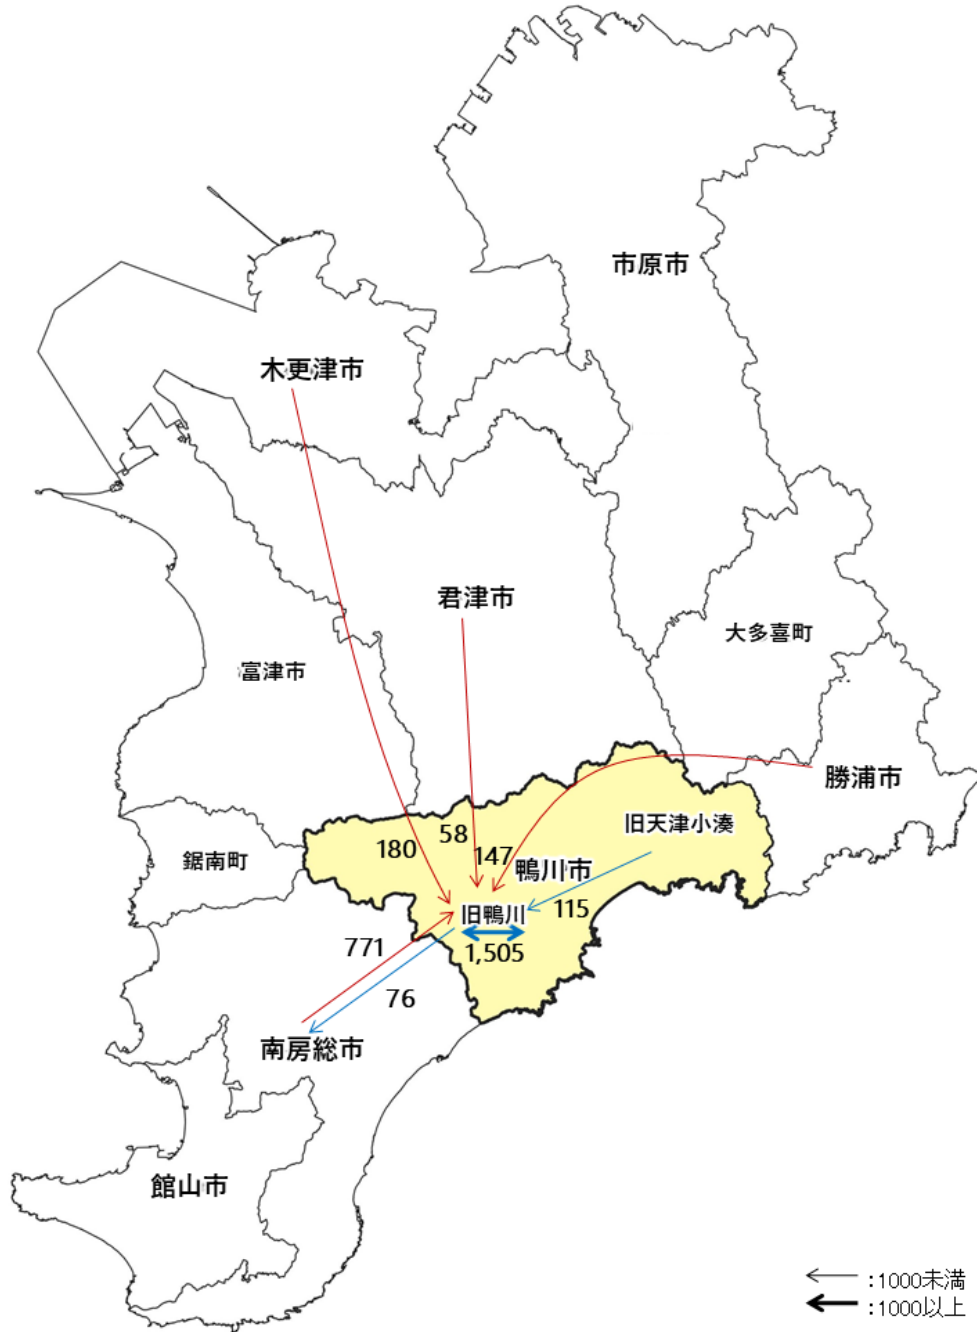 市原市
木更津市
君津市
大多喜町
富津市
勝浦市
旧天津小湊
58
180
147
鋸南町
鴨川市
115
旧鴨川
771
1,505
76
南房総市
館山市
:1000未満
:1000以上